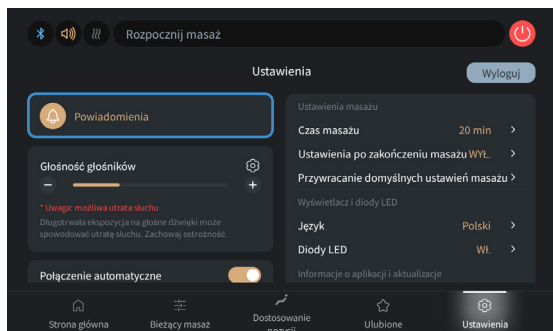 Rozpocznij masaż
Ustawienia
Wyloguj
Powiadomienia
Głośność głośników
* Uwaga: możliwa utrata słuchu
Długotrwała ekspozycja na głośne dźwięki może
spowodować utratę słuchu. Zachowaj ostrożność.
Połączenie automatyczne
Ustawienia masażu
Czas masażu 20 min
Ustawienia po zakończeniu masażu WYŁ.
Przywracanie domyślnych ustawień masażu
Wyświetlacz i diody LED
Język Polski
Diody LED Wł.
Informacje o aplikacji i aktualizacje
Strona główna
Bieżący masaż
Dostosowanie
pozycji
Ulubione
Ustawienia